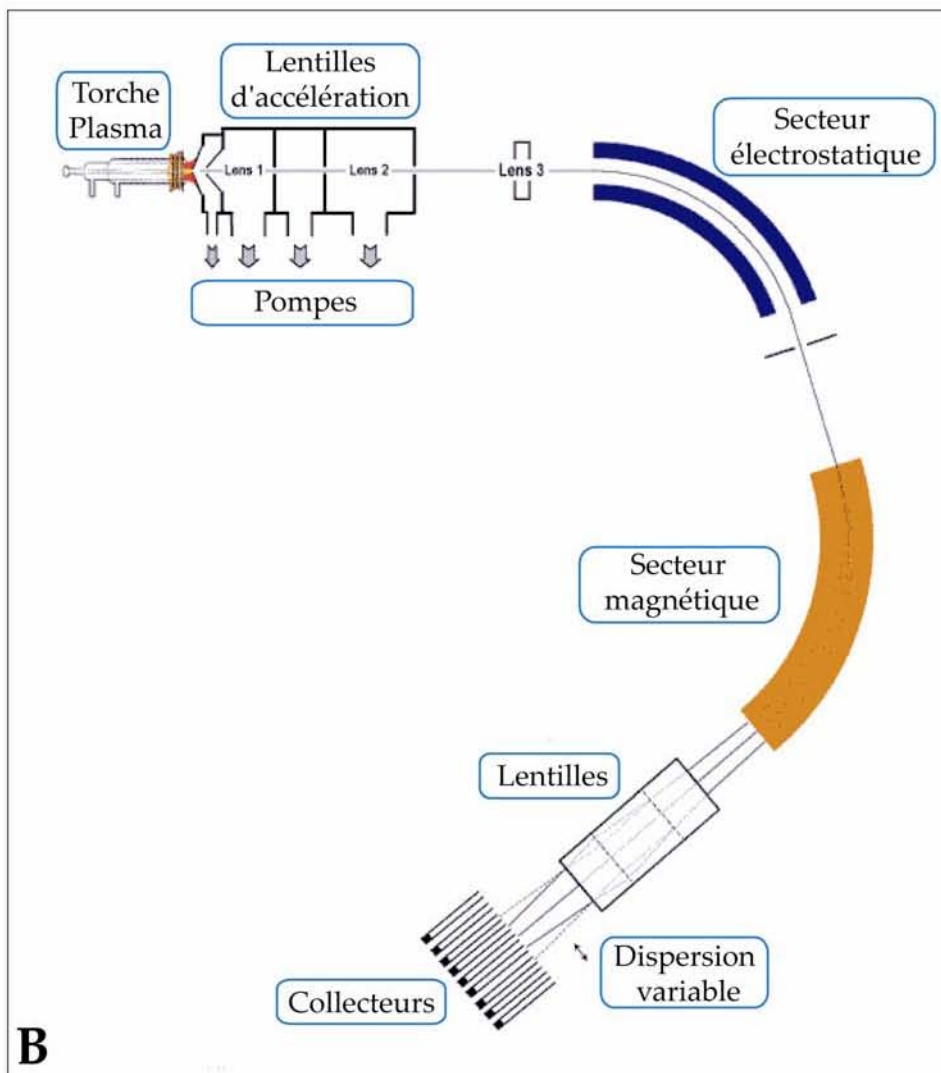 Lentilles
d'accélération
Torche
Plasma
Secteur
électrostatique
Lens 1
Lens 2
Lens 3
Pompes
Secteur
magnétique
Lentilles
Dispersion
variable
Collecteurs
B